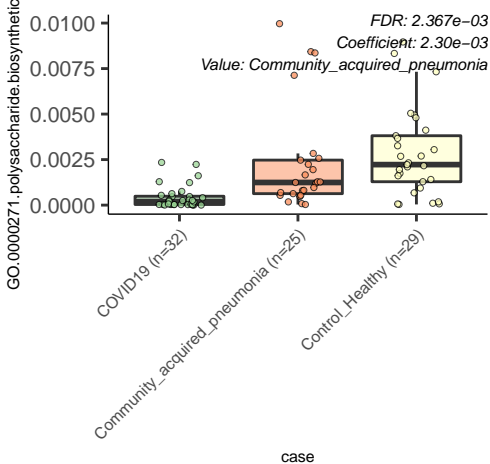 FDR: 2.367e−03
Coefficient: 2.30e−03
Value: Community_acquired_pneumonia
GO.0000271.polysaccharide.biosynthetic
0.0100
0.0075
0.0050
0.0025
0.0000
COVID19 (n=32)
Community_acquired_pneumonia (n=25)
Control_Healthy (n=29)
case